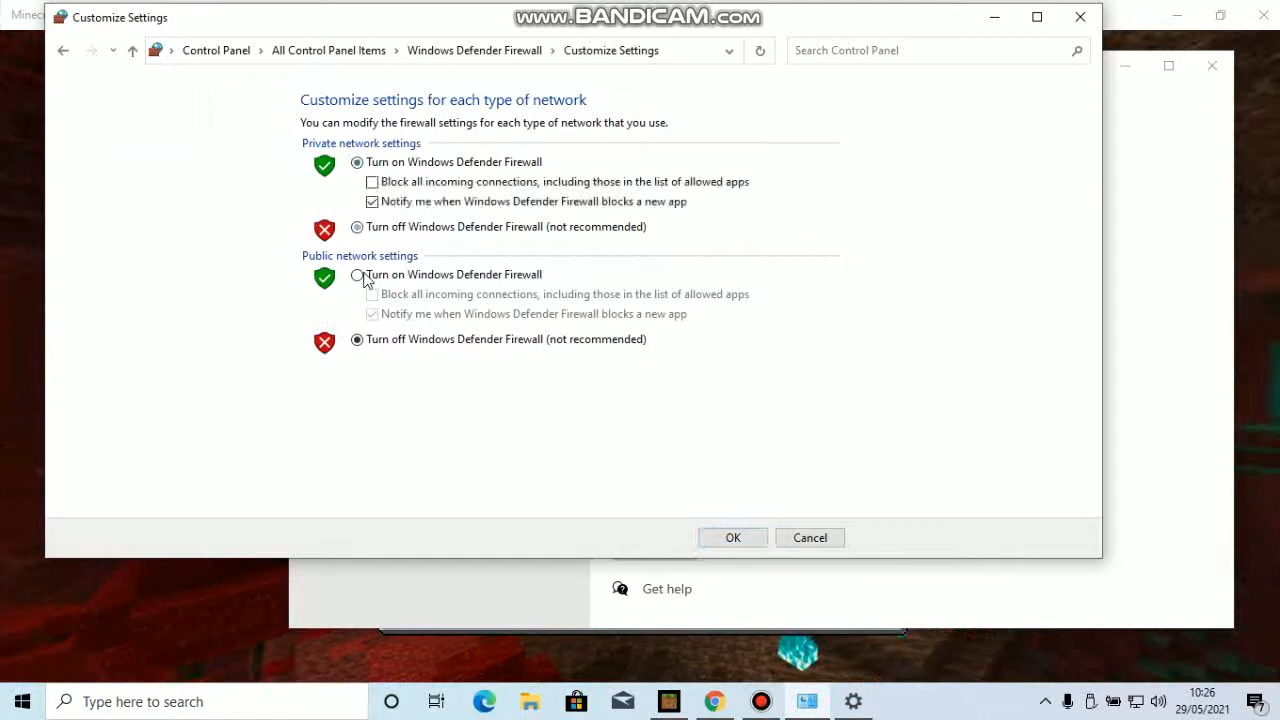 Minec
Customize Settings
www.BANDICAM.com
Control Panel > All Control Panel Items > Windows Defender Firewall > Customize Settings
Search Control Panel
Customize settings for each type of network
You can modify the firewall settings for each type of network that you use.
Private network settings
Turn on Windows Defender Firewall
Block all incoming connections, including those in the list of allowed apps
Notify me when Windows Defender Firewall blocks a new app
Turn off Windows Defender Firewall (not recommended)
Public network settings
Turn on Windows Defender Firewall
Block all incoming connections, including those in the list of allowed apps
Notify me when Windows Defender Firewall blocks a new app
Turn off Windows Defender Firewall (not recommended)
OK
Cancel
Get help
Type here to search
10:26
29/05/2021
7